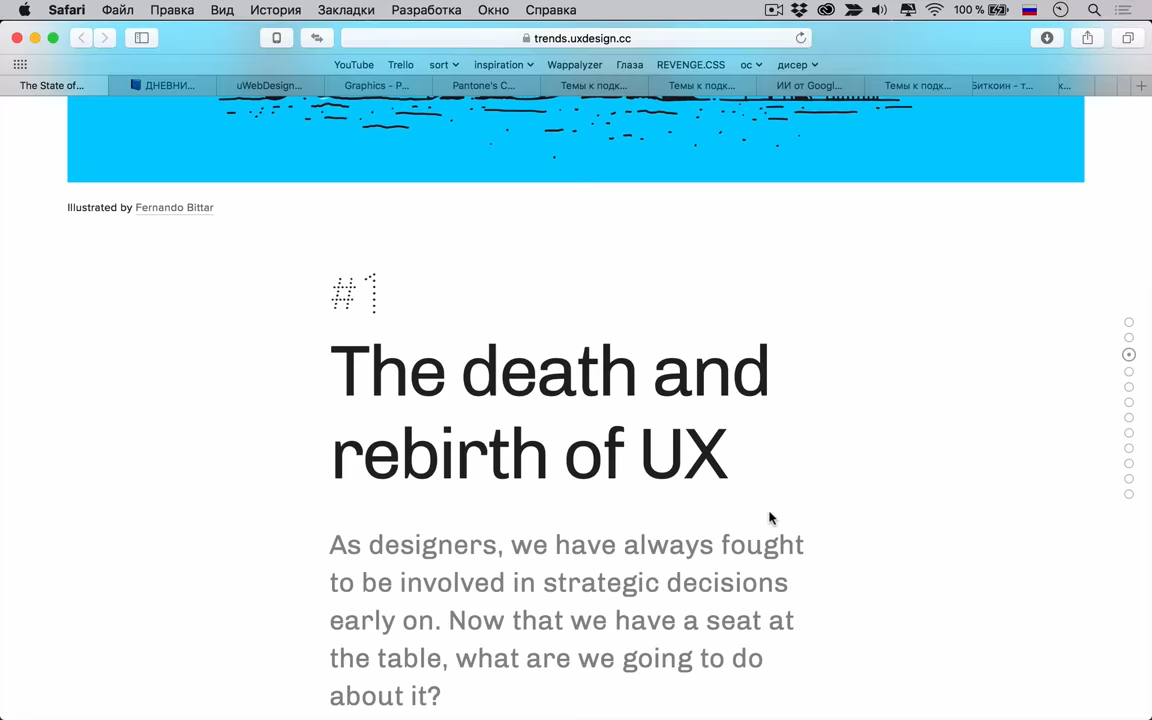 Safari Файл Правка Вид История Закладки Разработка Окно Справка 100 %
trends.uxdesign.cc
YouTube Trello sort inspiration Wappalyzer Глаза REVENGE.CSS ос дисер
The State of... ДНЕВНИ... uWebDesign... Graphics - P... Pantone's C... Темы к подк... Темы к подк... ИИ от Googl... Темы к подк... Биткоин - т... к...
Illustrated by Fernando Bittar
#1
The death and
rebirth of UX
As designers, we have always fought
to be involved in strategic decisions
early on. Now that we have a seat at
the table, what are we going to do
about it?